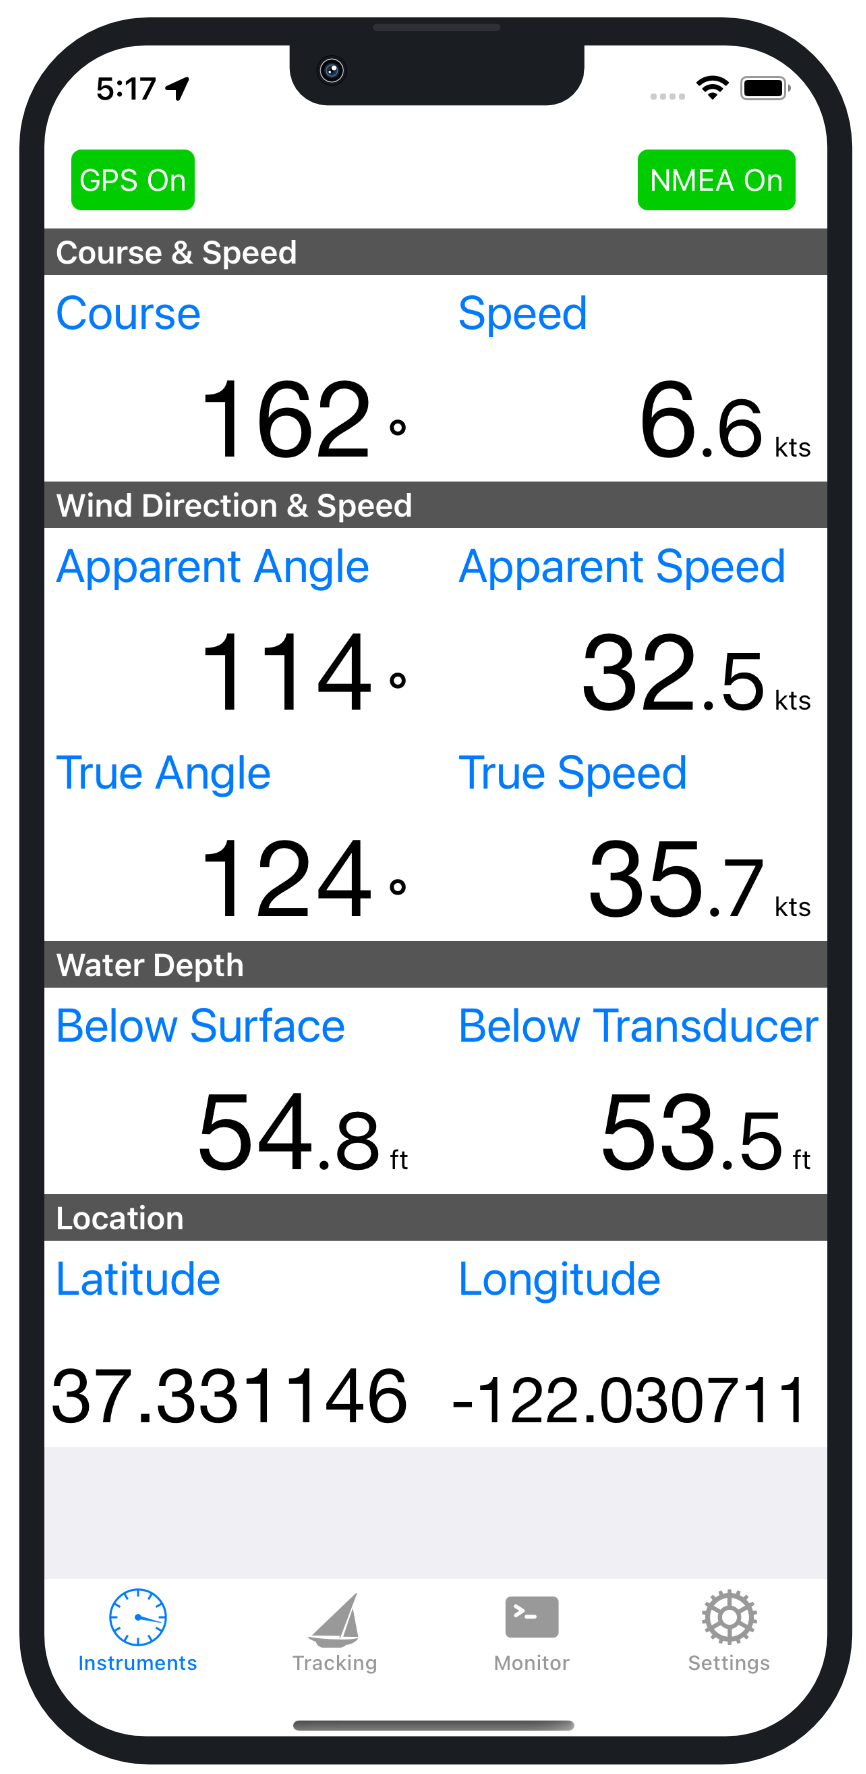 5:17
GPS On NMEA On
Course & Speed
Course Speed
162° 6.6 kts
Wind Direction & Speed
Apparent Angle Apparent Speed
114° 32.5 kts
True Angle True Speed
124° 35.7 kts
Water Depth
Below Surface Below Transducer
54.8 ft 53.5 ft
Location
Latitude Longitude
37.331146 -122.030711
Instruments Tracking Monitor Settings